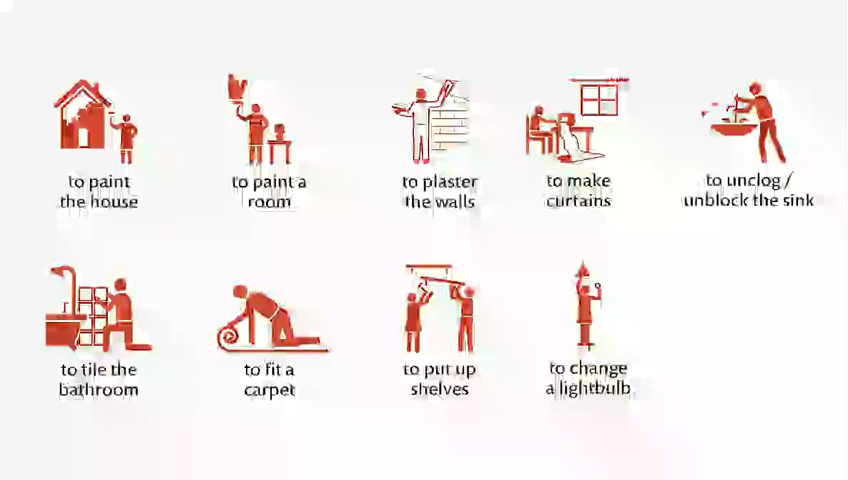 to paint
the house
to paint a
room
to plaster
the walls
to make
curtains
to unclog /
unblock the sink
to tile the
bathroom
to fit a
carpet
to put up
shelves
to change
a lightbulb